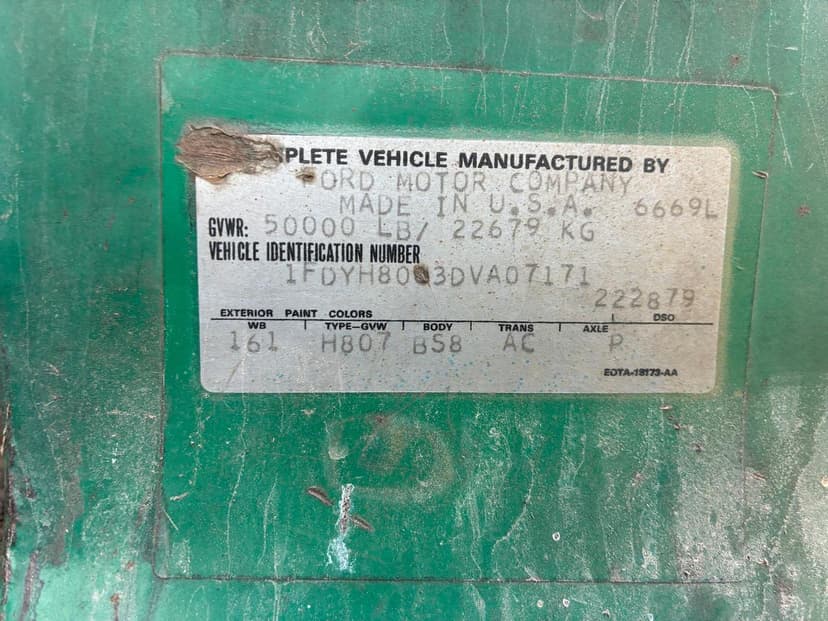 PLETE VEHICLE MANUFACTURED BY
FORD MOTOR COMPANY
MADE IN U.S.A. 6669L
GVWR: 50000 LB/ 22679 KG
VEHICLE IDENTIFICATION NUMBER
222879
EXTERIOR PAINT COLORS DSO
WB TYPE-GVW BODY TRANS AXLE
161 H807 B58 AC P
EOTA-18173-AA